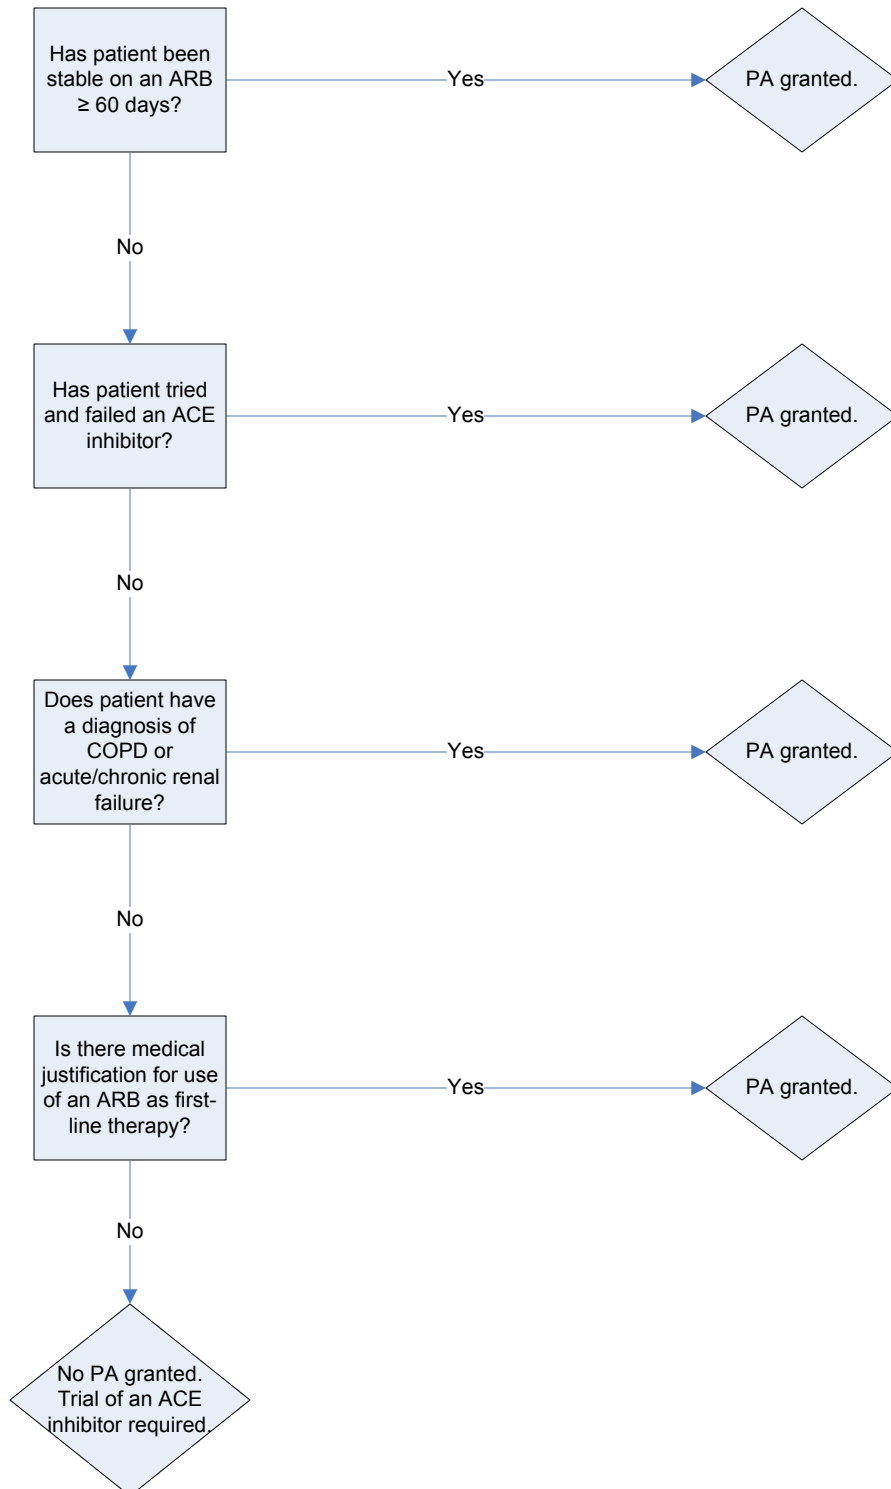 Has patient been
stable on an ARB
≥ 60 days?
Yes
PA granted.
No
Has patient tried
and failed an ACE
inhibitor?
Yes
PA granted.
No
Does patient have
a diagnosis of
COPD or
acute/chronic renal
failure?
Yes
PA granted.
No
Is there medical
justification for use
of an ARB as first-
line therapy?
Yes
PA granted.
No
No PA granted.
Trial of an ACE
inhibitor required.